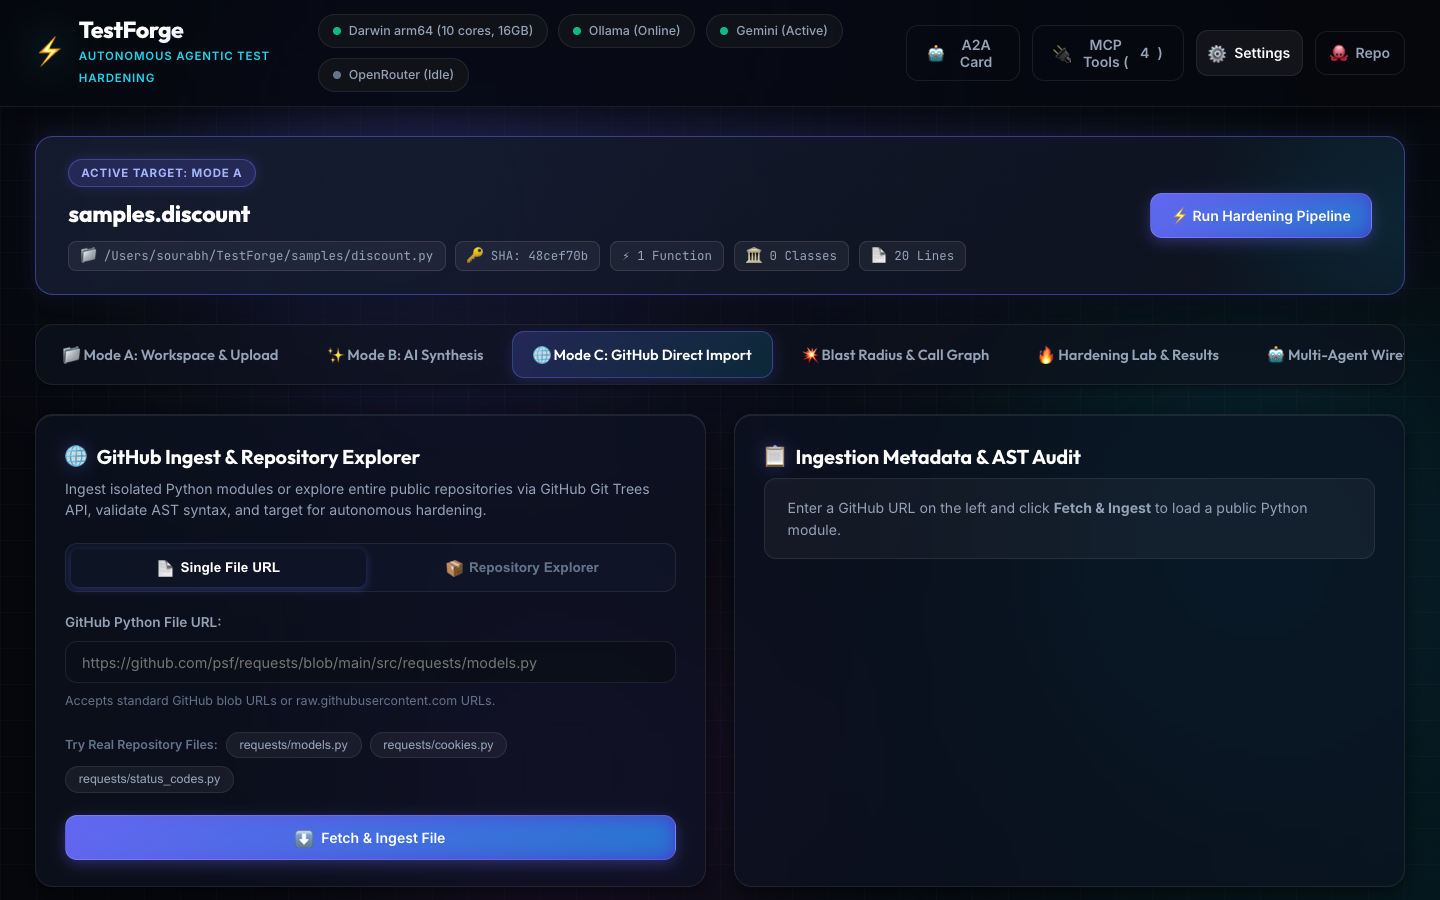 TestForge
AUTONOMOUS AGENTIC TEST
HARDENING
Darwin arm64 (10 cores, 16GB)
Ollama (Online)
Gemini (Active)
OpenRouter (Idle)
A2A
Card
MCP
Tools ( 4 )
Settings
Repo
ACTIVE TARGET: MODE A
samples.discount
/Users/sourabh/TestForge/samples/discount.py
SHA: 48cef70b
1 Function
0 Classes
20 Lines
Run Hardening Pipeline
Mode A: Workspace & Upload
Mode B: AI Synthesis
Mode C: GitHub Direct Import
Blast Radius & Call Graph
Hardening Lab & Results
Multi-Agent Wire
GitHub Ingest & Repository Explorer
Ingest isolated Python modules or explore entire public repositories via GitHub Git Trees
API, validate AST syntax, and target for autonomous hardening.
Single File URL
Repository Explorer
GitHub Python File URL:
https://github.com/psf/requests/blob/main/src/requests/models.py
Accepts standard GitHub blob URLs or raw.githubusercontent.com URLs.
Try Real Repository Files:
requests/models.py
requests/cookies.py
requests/status_codes.py
Fetch & Ingest File
Ingestion Metadata & AST Audit
Enter a GitHub URL on the left and click Fetch & Ingest to load a public Python
module.